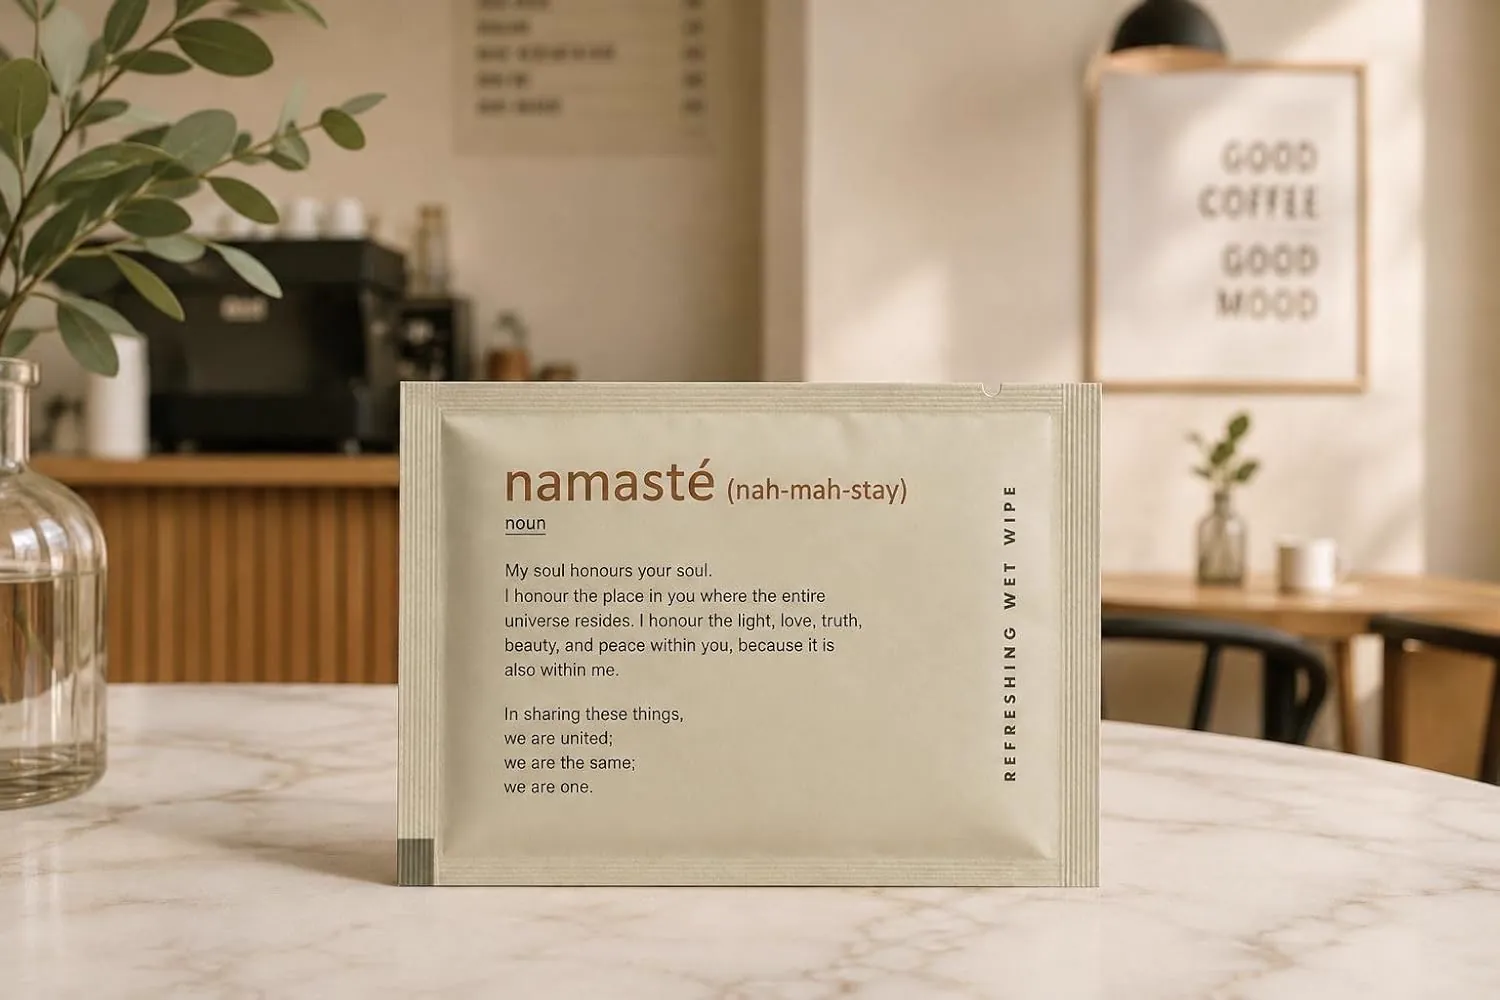 GOOD
COFFEE
GOOD
MOOD
namasté (nah-mah-stay)
noun
My soul honours your soul.
I honour the place in you where the entire
universe resides. I honour the light, love, truth,
beauty, and peace within you, because it is
also within me.
In sharing these things,
we are united;
we are the same;
we are one.
REFRESHING WET WIPE